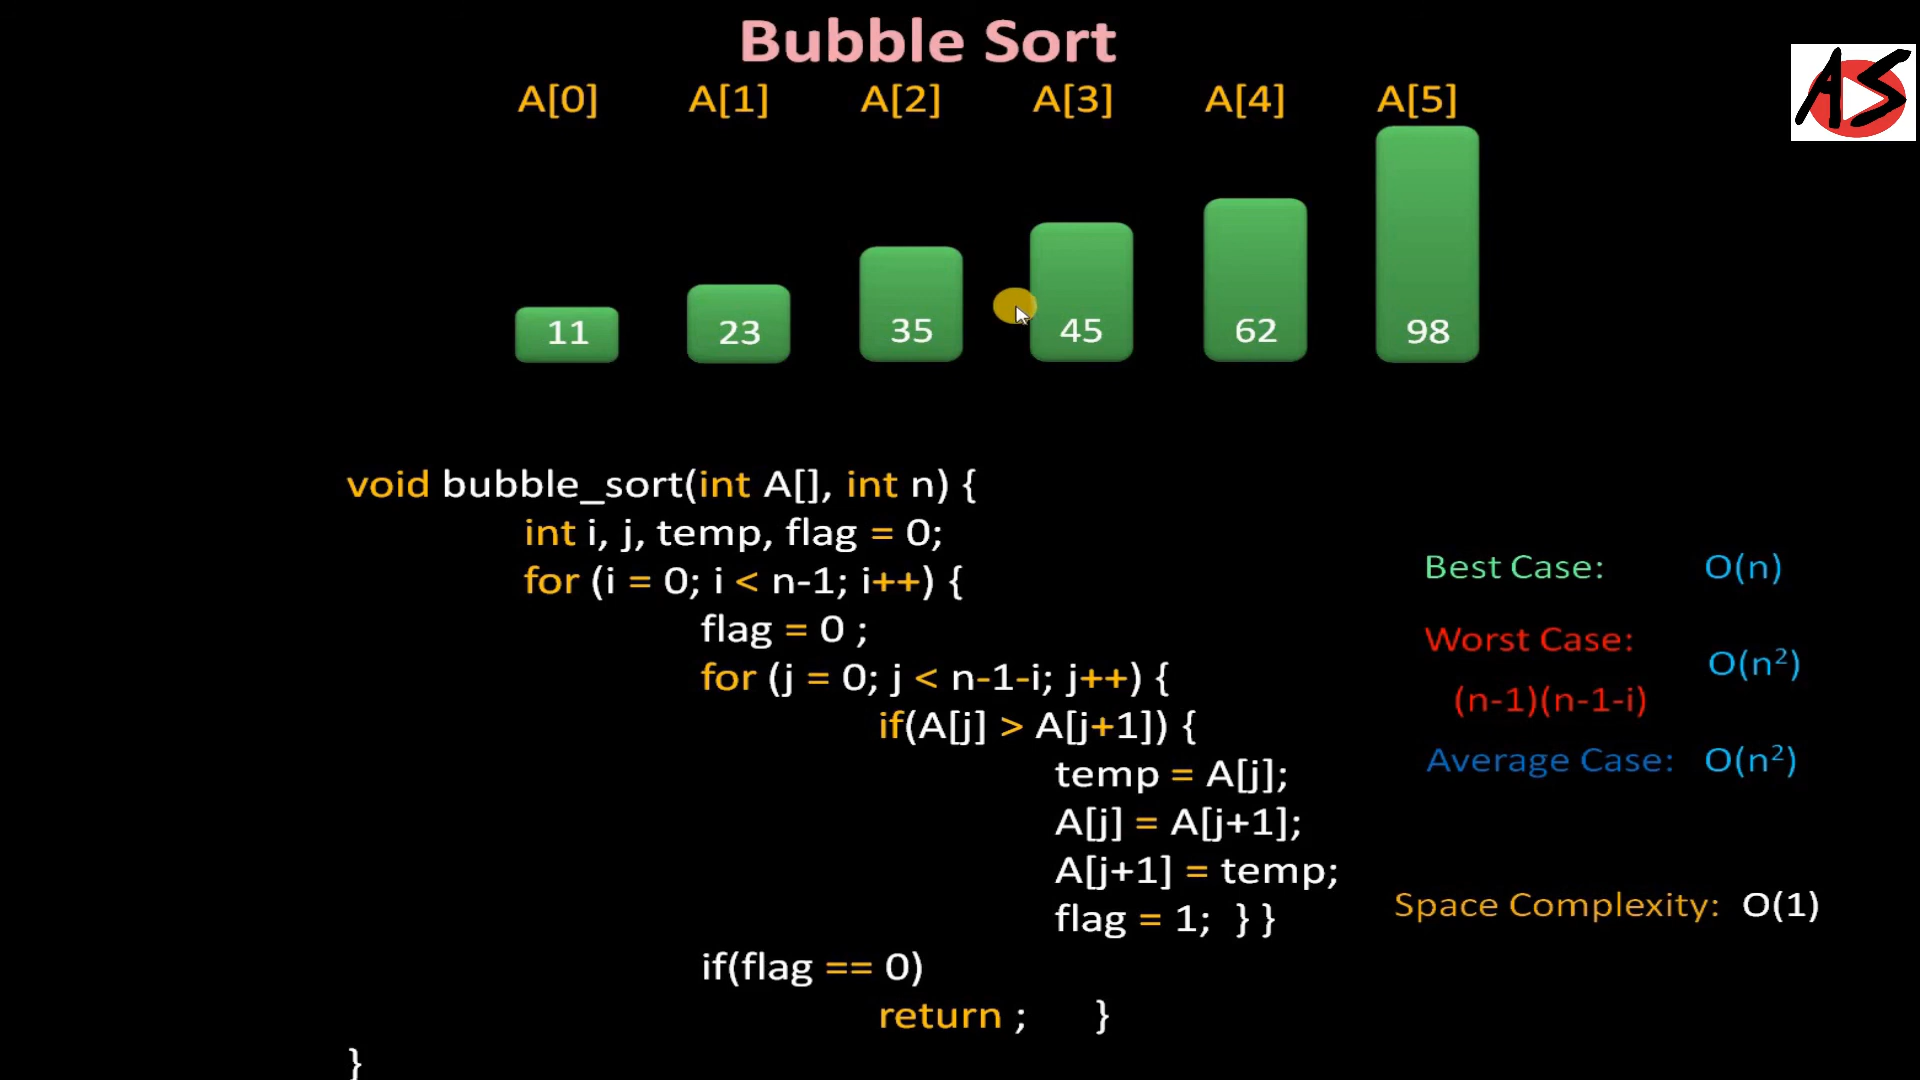 Bubble Sort
A[0] A[1] A[2] A[3] A[4] A[5]
AS
11 23 35 45 62 98
void bubble_sort(int A[], int n) {
int i, j, temp, flag = 0;
for (i = 0; i < n-1; i++) {
flag = 0 ;
for (j = 0; j < n-1-i; j++) {
if(A[j] > A[j+1]) {
temp = A[j];
A[j] = A[j+1];
A[j+1] = temp;
flag = 1; } }
if(flag == 0)
return ; }
}
Best Case: O(n)
Worst Case: O(n²)
(n-1)(n-1-i)
Average Case: O(n²)
Space Complexity: O(1)